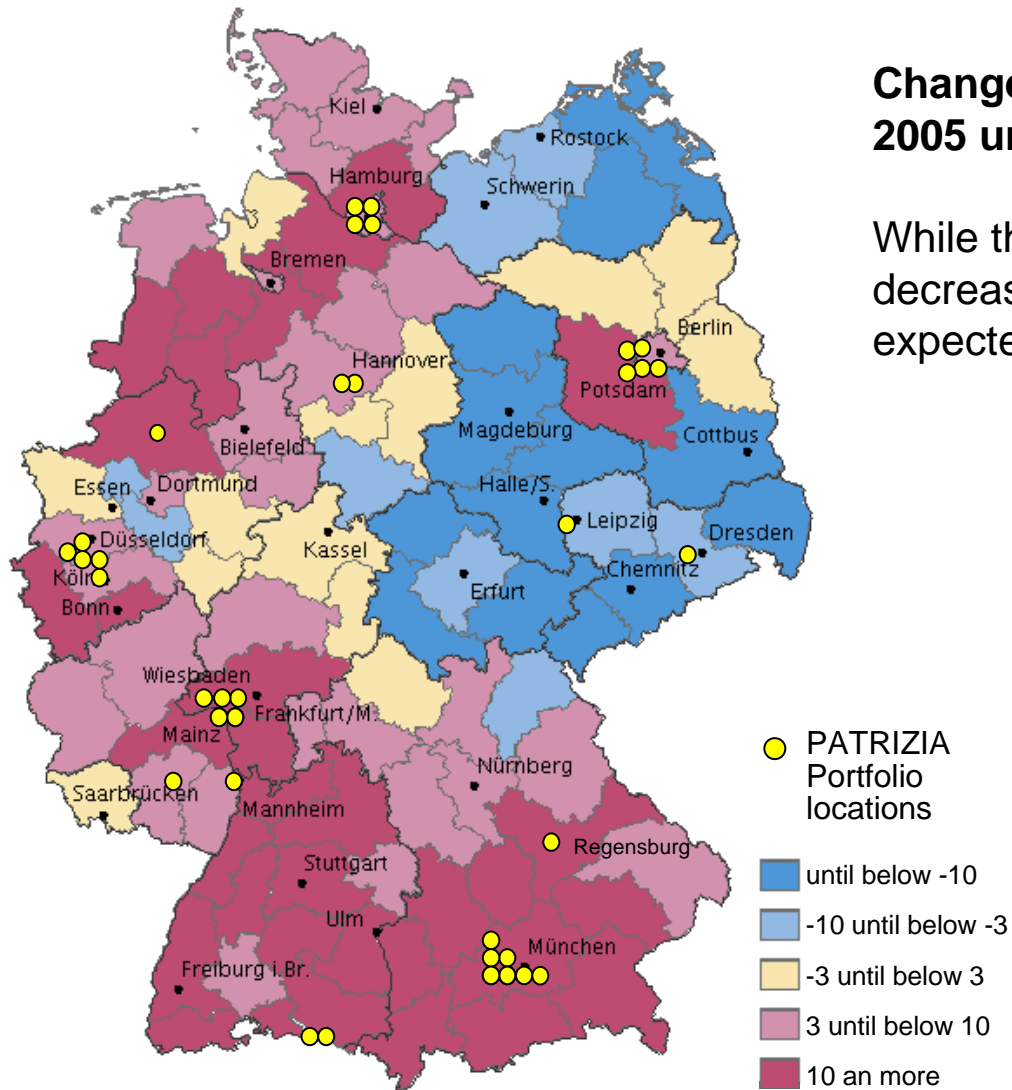 Change
2005 un
While th
decreas
expecte
Kiel
Rostock
Hamburg
Schwerin
Bremen
Berlin
Hannover
Potsdam
Magdeburg
Cottbus
Bielefeld
Essen
Dortmund
Halle/S.
Leipzig
Dresden
Düsseldorf
Kassel
Köln
Chemnitz
Erfurt
Bonn
Wiesbaden
Frankfurt/M.
Mainz
Nürnberg
Saarbrücken
Mannheim
Regensburg
Stuttgart
Ulm
München
Freiburg i.Br.
PATRIZIA
Portfolio
locations
until below -10
-10 until below -3
-3 until below 3
3 until below 10
10 an more